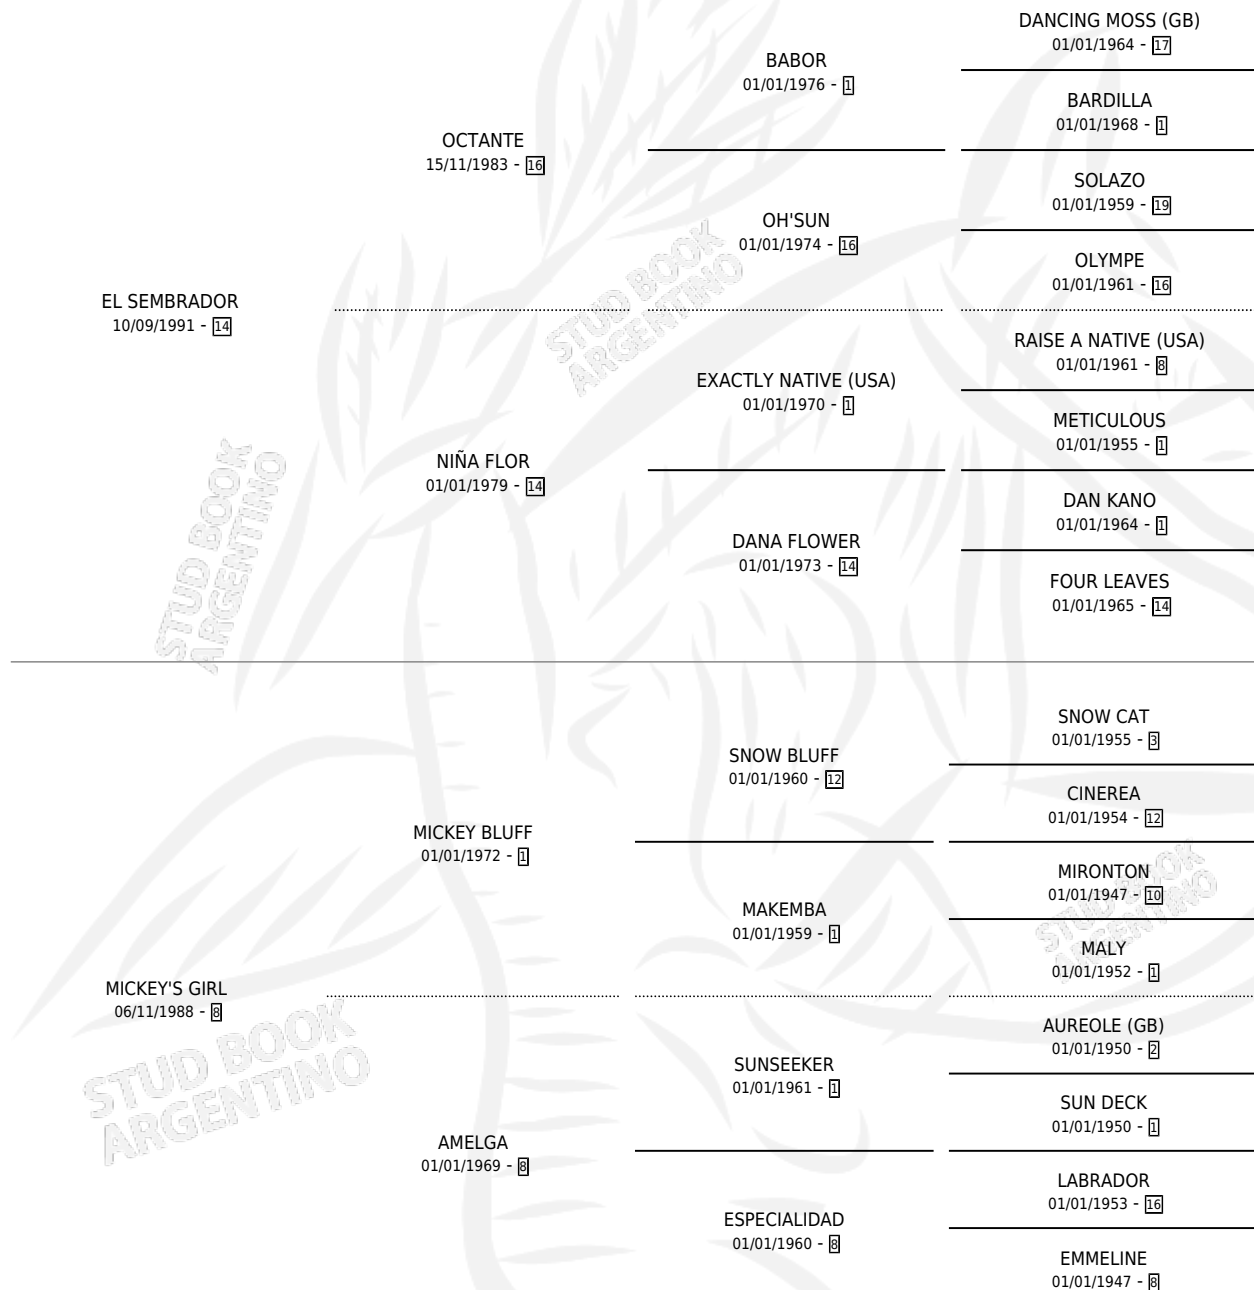 DANCING MOSS (GB)
01/01/1964 - 17
BABOR
01/01/1976 - 1
BARDILLA
01/01/1968 - 1
OCTANTE
15/11/1983 - 16
SOLAZO
01/01/1959 - 19
OH'SUN
01/01/1974 - 16
OLYMPE
01/01/1961 - 16
EL SEMBRADOR
10/09/1991 - 14
RAISE A NATIVE (USA)
01/01/1961 - 8
EXACTLY NATIVE (USA)
01/01/1970 - 1
METICULOUS
01/01/1955 - 1
NIÑA FLOR
01/01/1979 - 14
DAN KANO
01/01/1964 - 1
DANA FLOWER
01/01/1973 - 14
FOUR LEAVES
01/01/1965 - 14
SNOW CAT
01/01/1955 - 3
SNOW BLUFF
01/01/1960 - 12
CINEREA
01/01/1954 - 12
MICKEY BLUFF
01/01/1972 - 1
MIRONTON
01/01/1947 - 10
MAKEMBA
01/01/1959 - 1
MALY
01/01/1952 - 1
MICKEY'S GIRL
06/11/1988 - 8
AUREOLE (GB)
01/01/1950 - 2
SUNSEEKER
01/01/1961 - 1
SUN DECK
01/01/1950 - 1
AMELGA
01/01/1969 - 8
LABRADOR
01/01/1953 - 16
ESPECIALIDAD
01/01/1960 - 8
EMMELINE
01/01/1947 - 8
STUD BOOK
ARGENTINO
STUD BOOK
ARGENTINO
STUD BOOK
ARGENTINO
STUD BOOK
ARGENTINO